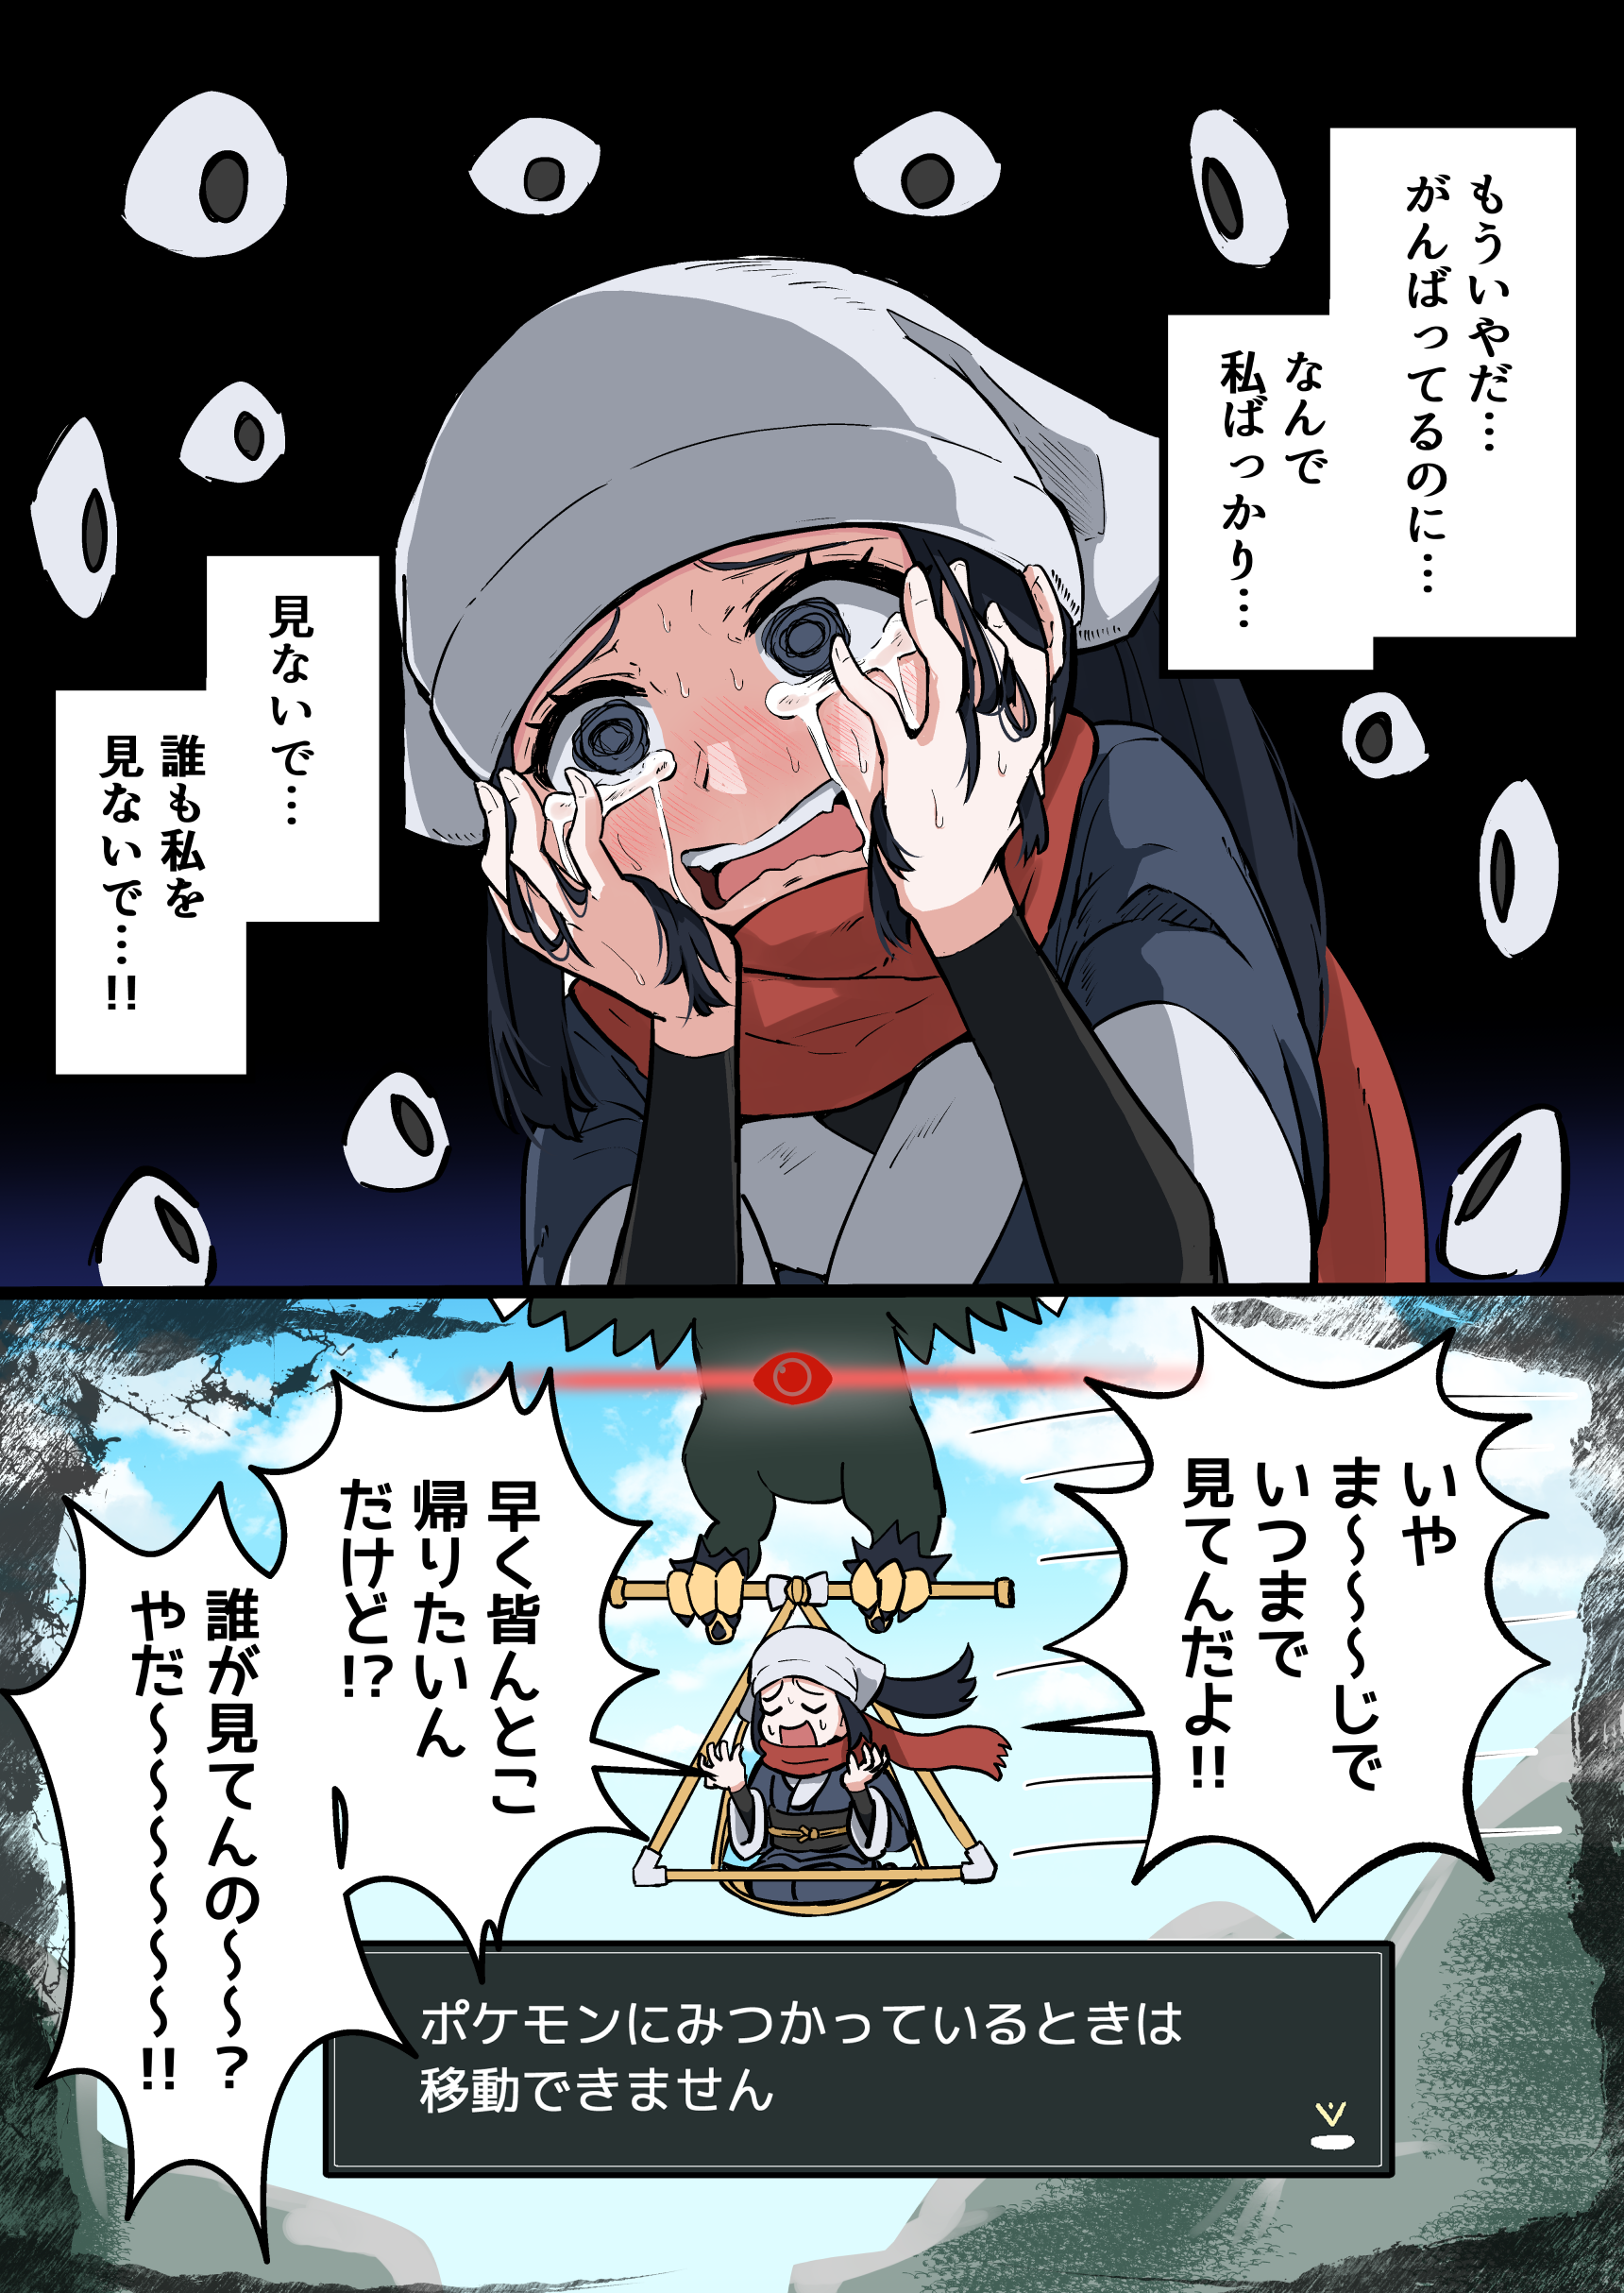 もういやだ…
がんばってるのに…
なんで
私ばっかり…
見ないで…
誰も私を
見ないで…!!
いや
ま〜〜〜じで
いつまで
見てんだよ!!
早く皆んとこ
帰りたいん
だけど!?
誰が見てんの〜〜?
やだ〜〜〜〜〜〜!!
ポケモンにみつかっているときは
移動できません